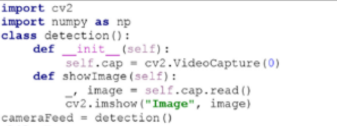 import cv2
import numpy as np
class detection():
    def __init__(self):
        self.cap = cv2.VideoCapture(0)
    def showImage(self):
        _, image = self.cap.read()
        cv2.imshow("Image", image)
cameraFeed = detection()